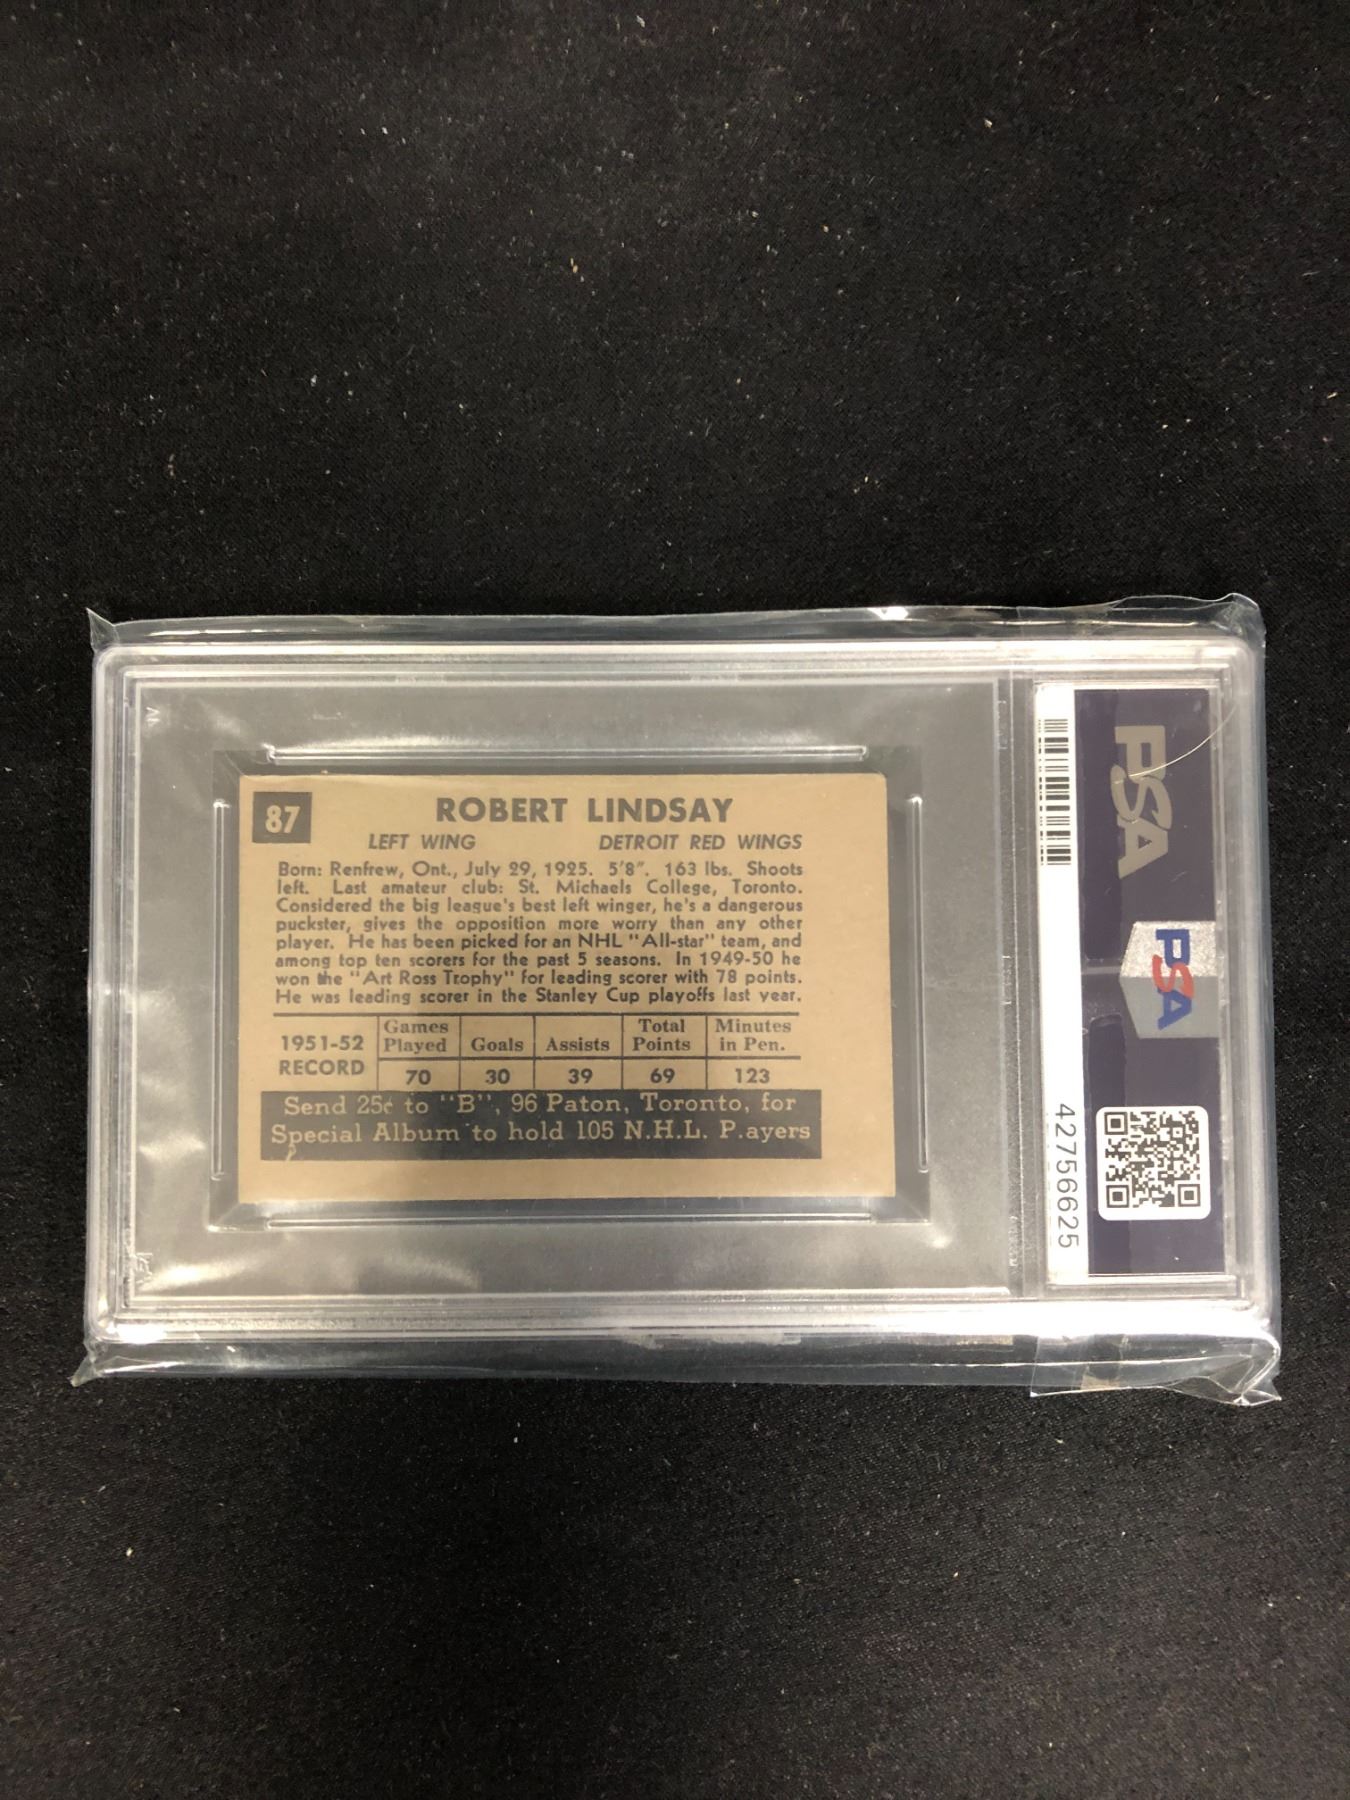 87
ROBERT LINDSAY
LEFT WING DETROIT RED WINGS
Born: Renfrew, Ont., July 29, 1925. 5'8". 163 lbs. Shoots
left. Last amateur club: St. Michaels College, Toronto.
Considered the big league's best left winger, he's a dangerous
puckster, gives the opposition more worry than any other
player. He has been picked for an NHL "All-star" team, and
among top ten scorers for the past 5 seasons. In 1949-50 he
won the "Art Ross Trophy" for leading scorer with 78 points.
He was leading scorer in the Stanley Cup playoffs last year.
1951-52 RECORD
Games Played Goals Assists Total Points Minutes in Pen.
70 30 39 69 123
Send 25¢ to "B", 96 Paton, Toronto, for
Special Album to hold 105 N.H.L. P.ayers
PSA
PSA
42756625